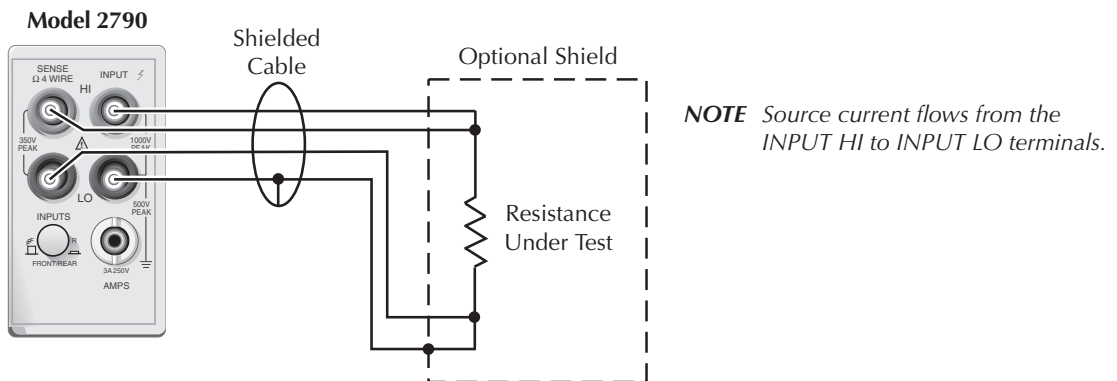 Model 2790
SENSE
Ω 4 WIRE
INPUT
HI
350V
PEAK
1000V
PEAK
LO
500V
PEAK
INPUTS
F
R
FRONT/REAR
3A 250V
AMPS
Shielded
Cable
Optional Shield
Resistance
Under Test
NOTE Source current flows from the
INPUT HI to INPUT LO terminals.